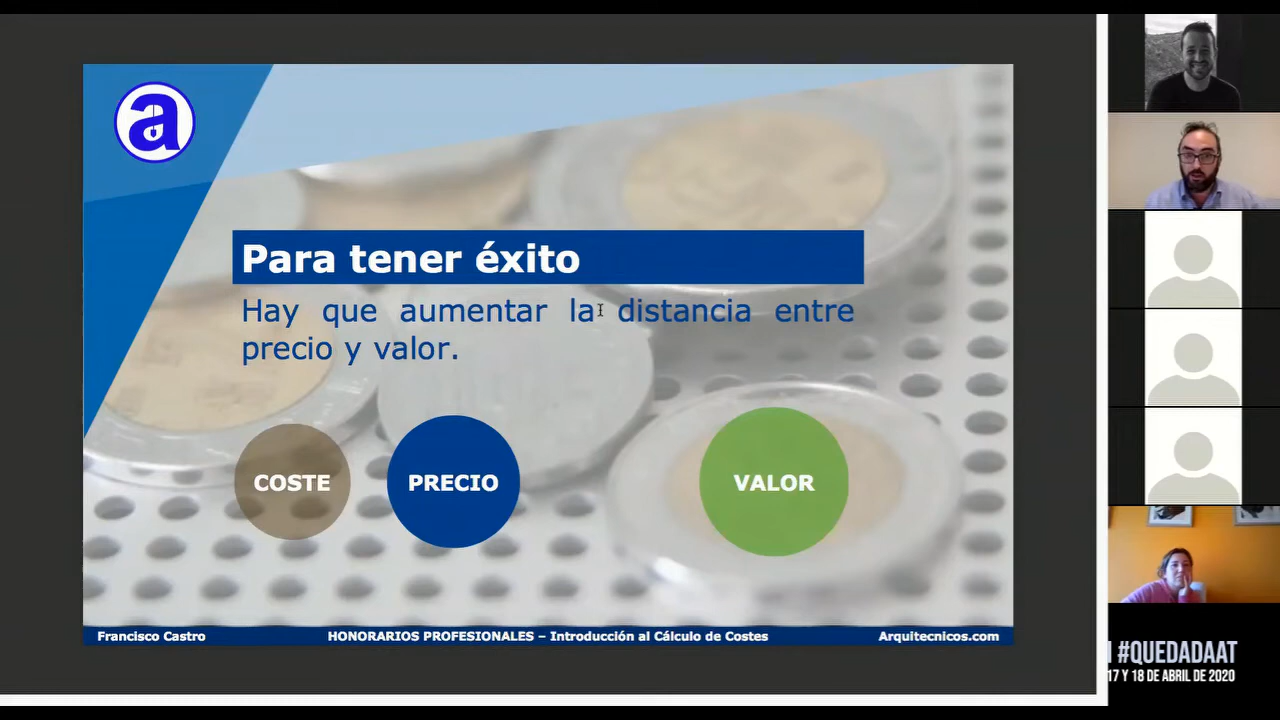 a
Para tener éxito
Hay que aumentar la distancia entre
precio y valor.
COSTE
PRECIO
VALOR
Francisco Castro
HONORARIOS PROFESIONALES – Introducción al Cálculo de Costes
Arquitecnicos.com
#QUEDADAAT
17 Y 18 DE ABRIL DE 2020